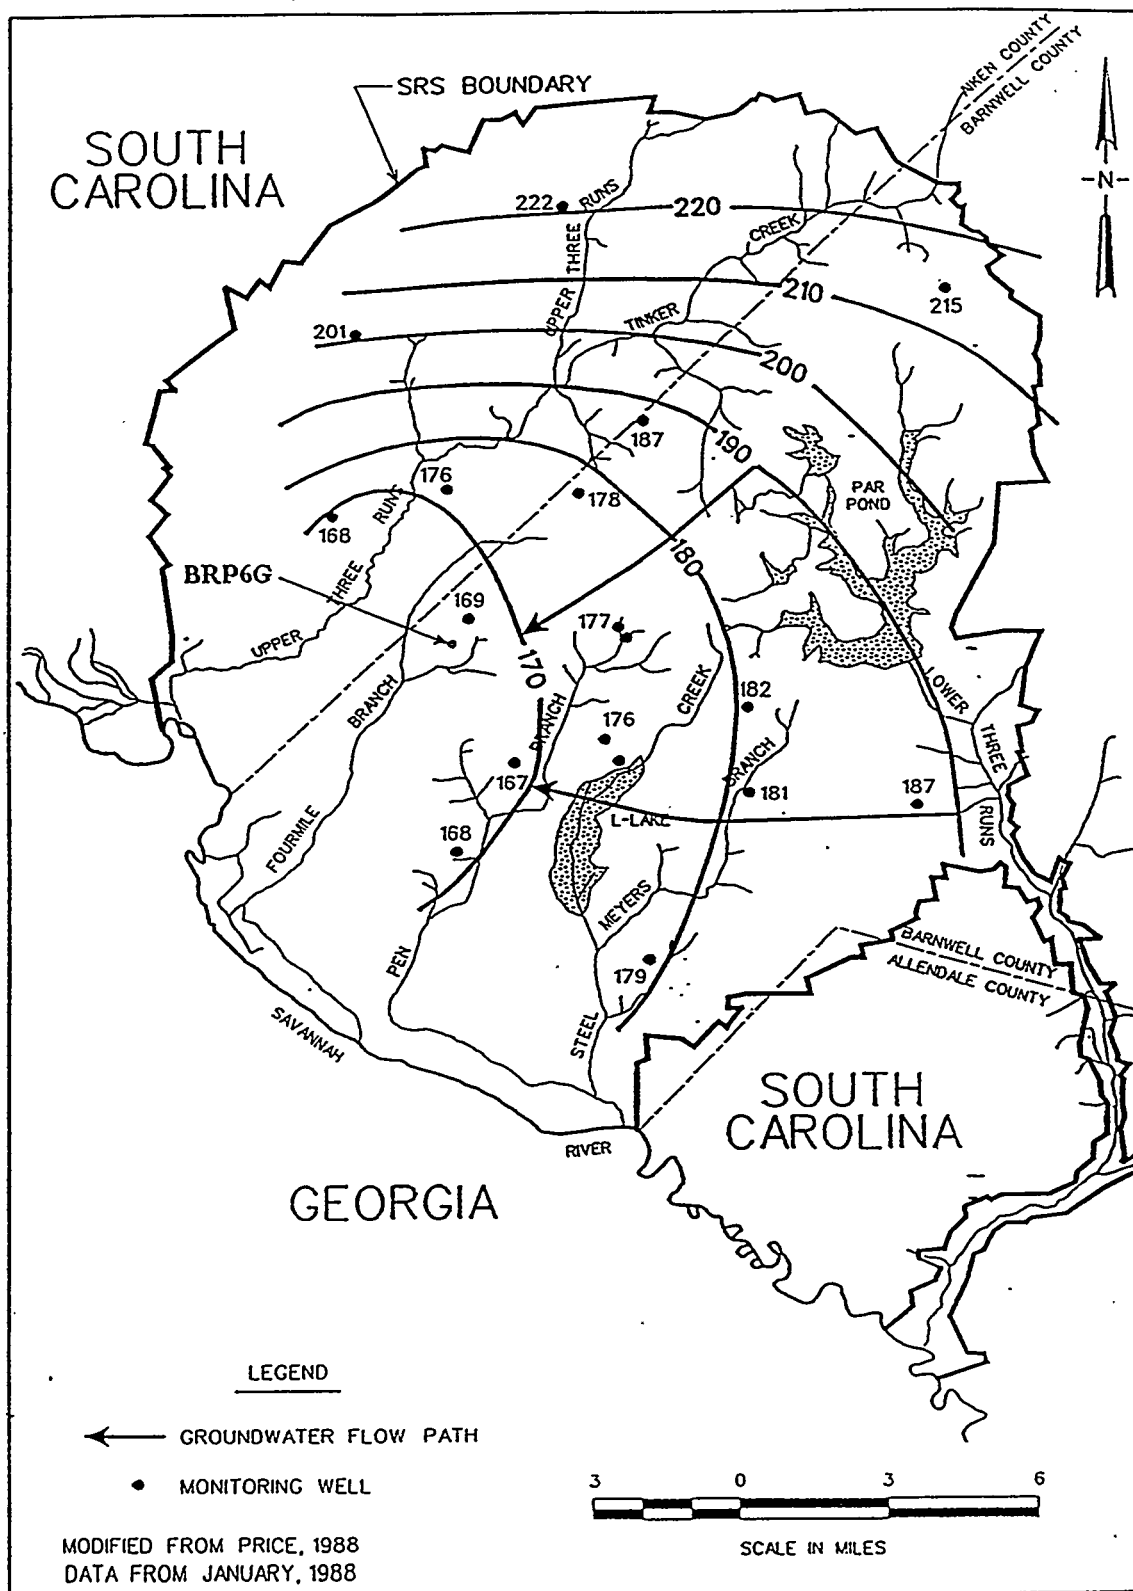 SRS BOUNDARY
NKEN COUNTY
BARNWELL COUNTY
SOUTH
CAROLINA
N
222
220
UPPER THREE RUNS
CREEK
TINKER
210
215
201
200
187
190
176
178
PAR
POND
168
180
UPPER THREE RUNS
BRP6G
169
177
170
FOURMILE BRANCH
BRANCH
CREEK
182
LOWER
THREE
RUNS
176
167
BRANCH
181
187
L-LAKE
168
MEYERS
PEN
179
BARNWELL COUNTY
ALLENDALE COUNTY
STEEL
SAVANNAH
RIVER
SOUTH
CAROLINA
GEORGIA
LEGEND
GROUNDWATER FLOW PATH
MONITORING WELL
3 0 3 6
SCALE IN MILES
MODIFIED FROM PRICE, 1988
DATA FROM JANUARY, 1988